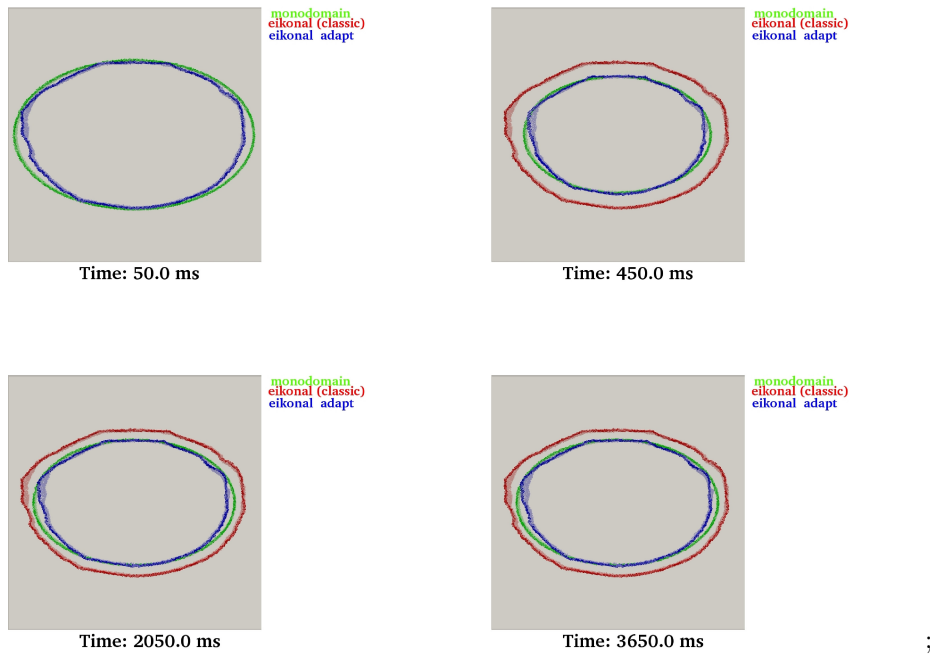 monodomain
eikonal (classic)
eikonal adapt
Time: 50.0 ms
monodomain
eikonal (classic)
eikonal adapt
Time: 450.0 ms
monodomain
eikonal (classic)
eikonal adapt
Time: 2050.0 ms
monodomain
eikonal (classic)
eikonal adapt
Time: 3650.0 ms
;